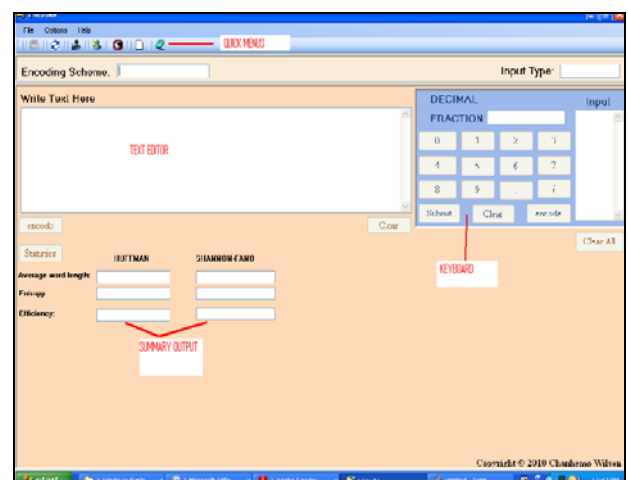 File Options Help
QUICK MENUS
Encoding Scheme. Input Type:
Write Text Here
DECIMAL Input
FRACTION
TEXT EDITOR
0 1 2 3
4 5 6 7
8 9 . /
Submit Clear encode
encode Clear
Clear All
Statistics
HUFFMAN SHANNON-FANO
KEYBOARD
Average word length:
Entropy
Efficiency:
SUMMARY OUTPUT
Copyright © 2010 Wilson